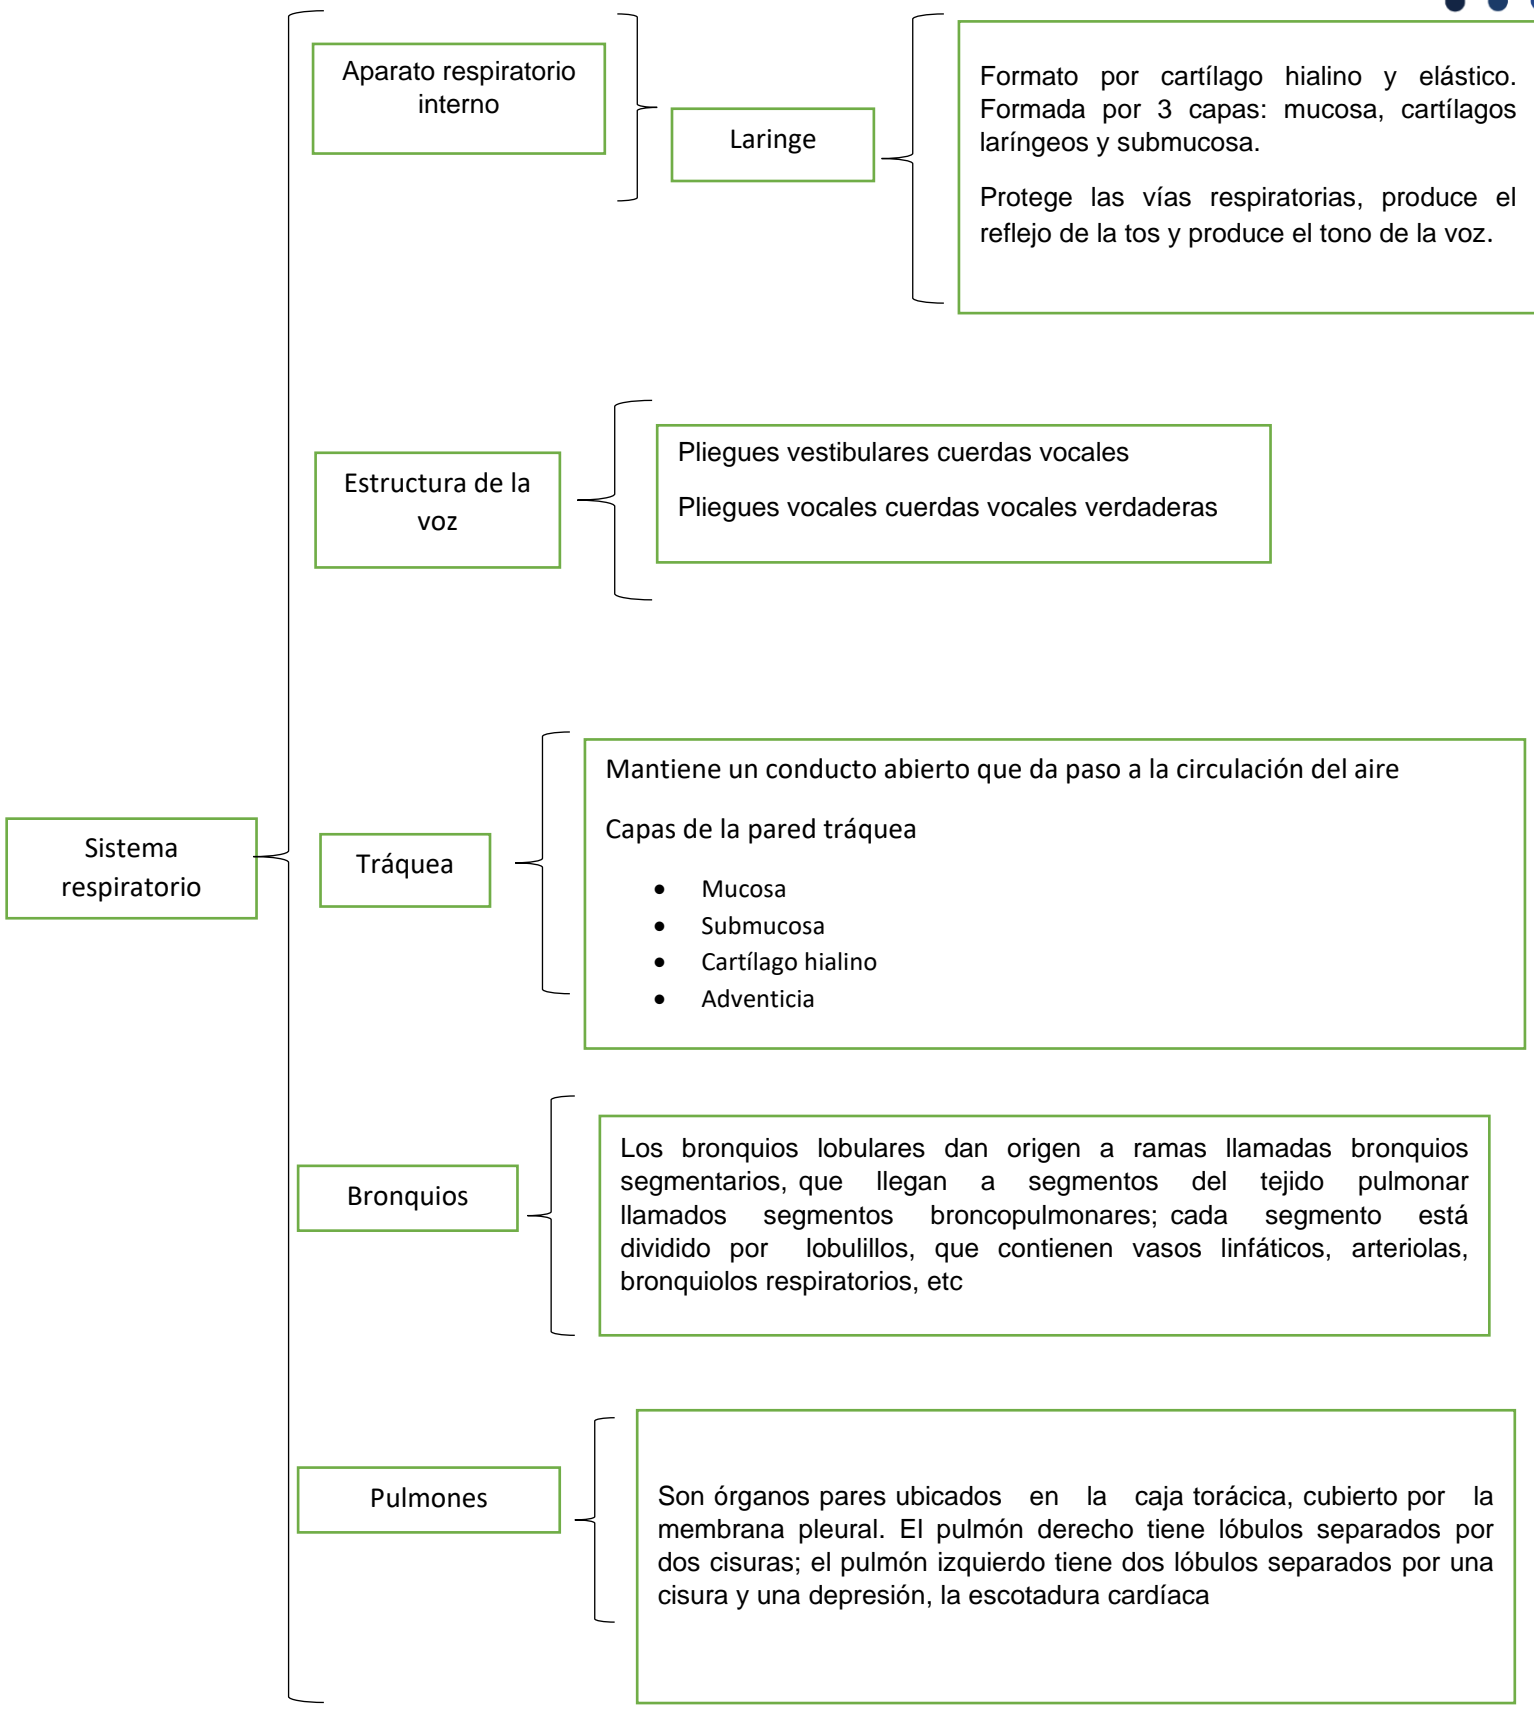 Aparato respiratorio
interno
Laringe
Formato por cartílago hialino y elástico.
Formada por 3 capas: mucosa, cartílagos
laríngeos y submucosa.
Protege las vías respiratorias, produce el
reflejo de la tos y produce el tono de la voz.
Estructura de la
voz
Pliegues vestibulares cuerdas vocales
Pliegues vocales cuerdas vocales verdaderas
Sistema
respiratorio
Tráquea
Mantiene un conducto abierto que da paso a la circulación del aire
Capas de la pared tráquea
• Mucosa
• Submucosa
• Cartílago hialino
• Adventicia
Bronquios
Los bronquios lobulares dan origen a ramas llamadas bronquios
segmentarios, que llegan a segmentos del tejido pulmonar
llamados segmentos broncopulmonares; cada segmento está
dividido por lobulillos, que contienen vasos linfáticos, arteriolas,
bronquiolos respiratorios, etc
Pulmones
Son órganos pares ubicados en la caja torácica, cubierto por la
membrana pleural. El pulmón derecho tiene lóbulos separados por
dos cisuras; el pulmón izquierdo tiene dos lóbulos separados por una
cisura y una depresión, la escotadura cardíaca